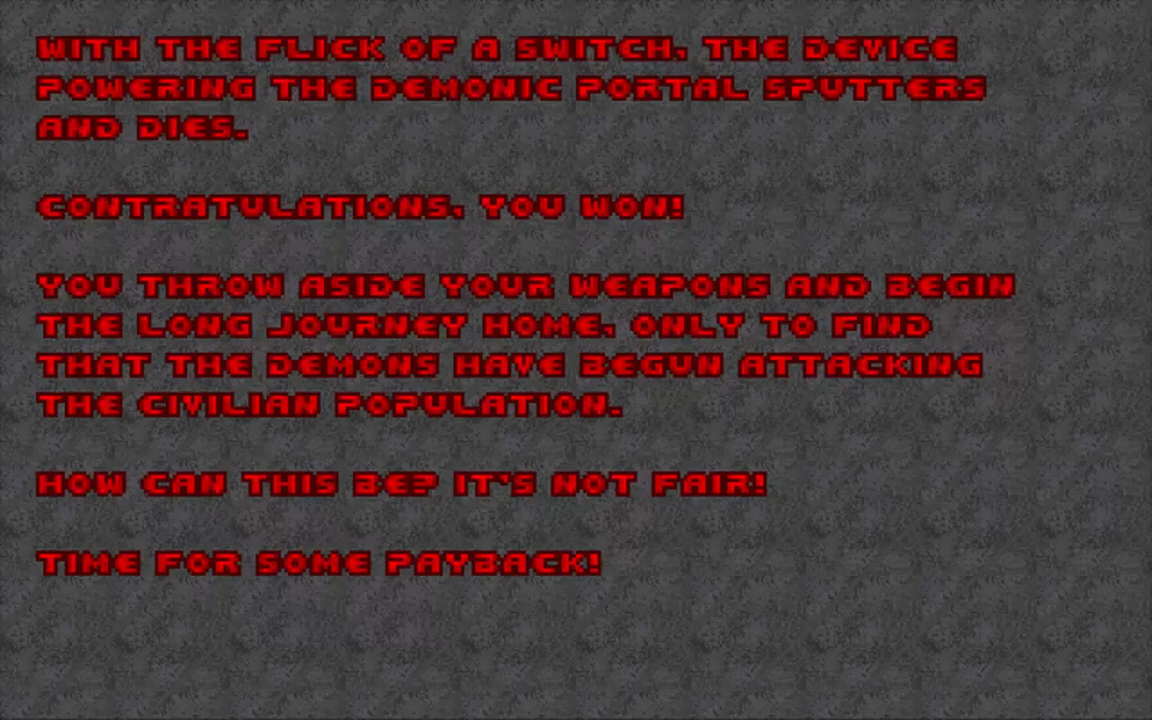 WITH THE FLICK OF A SWITCH, THE DEVICE
POWERING THE DEMONIC PORTAL SPUTTERS
AND DIES.
CONTRATULATIONS, YOU WON!
YOU THROW ASIDE YOUR WEAPONS AND BEGIN
THE LONG JOURNEY HOME, ONLY TO FIND
THAT THE DEMONS HAVE BEGUN ATTACKING
THE CIVILIAN POPULATION.
HOW CAN THIS BE? IT'S NOT FAIR!
TIME FOR SOME PAYBACK!